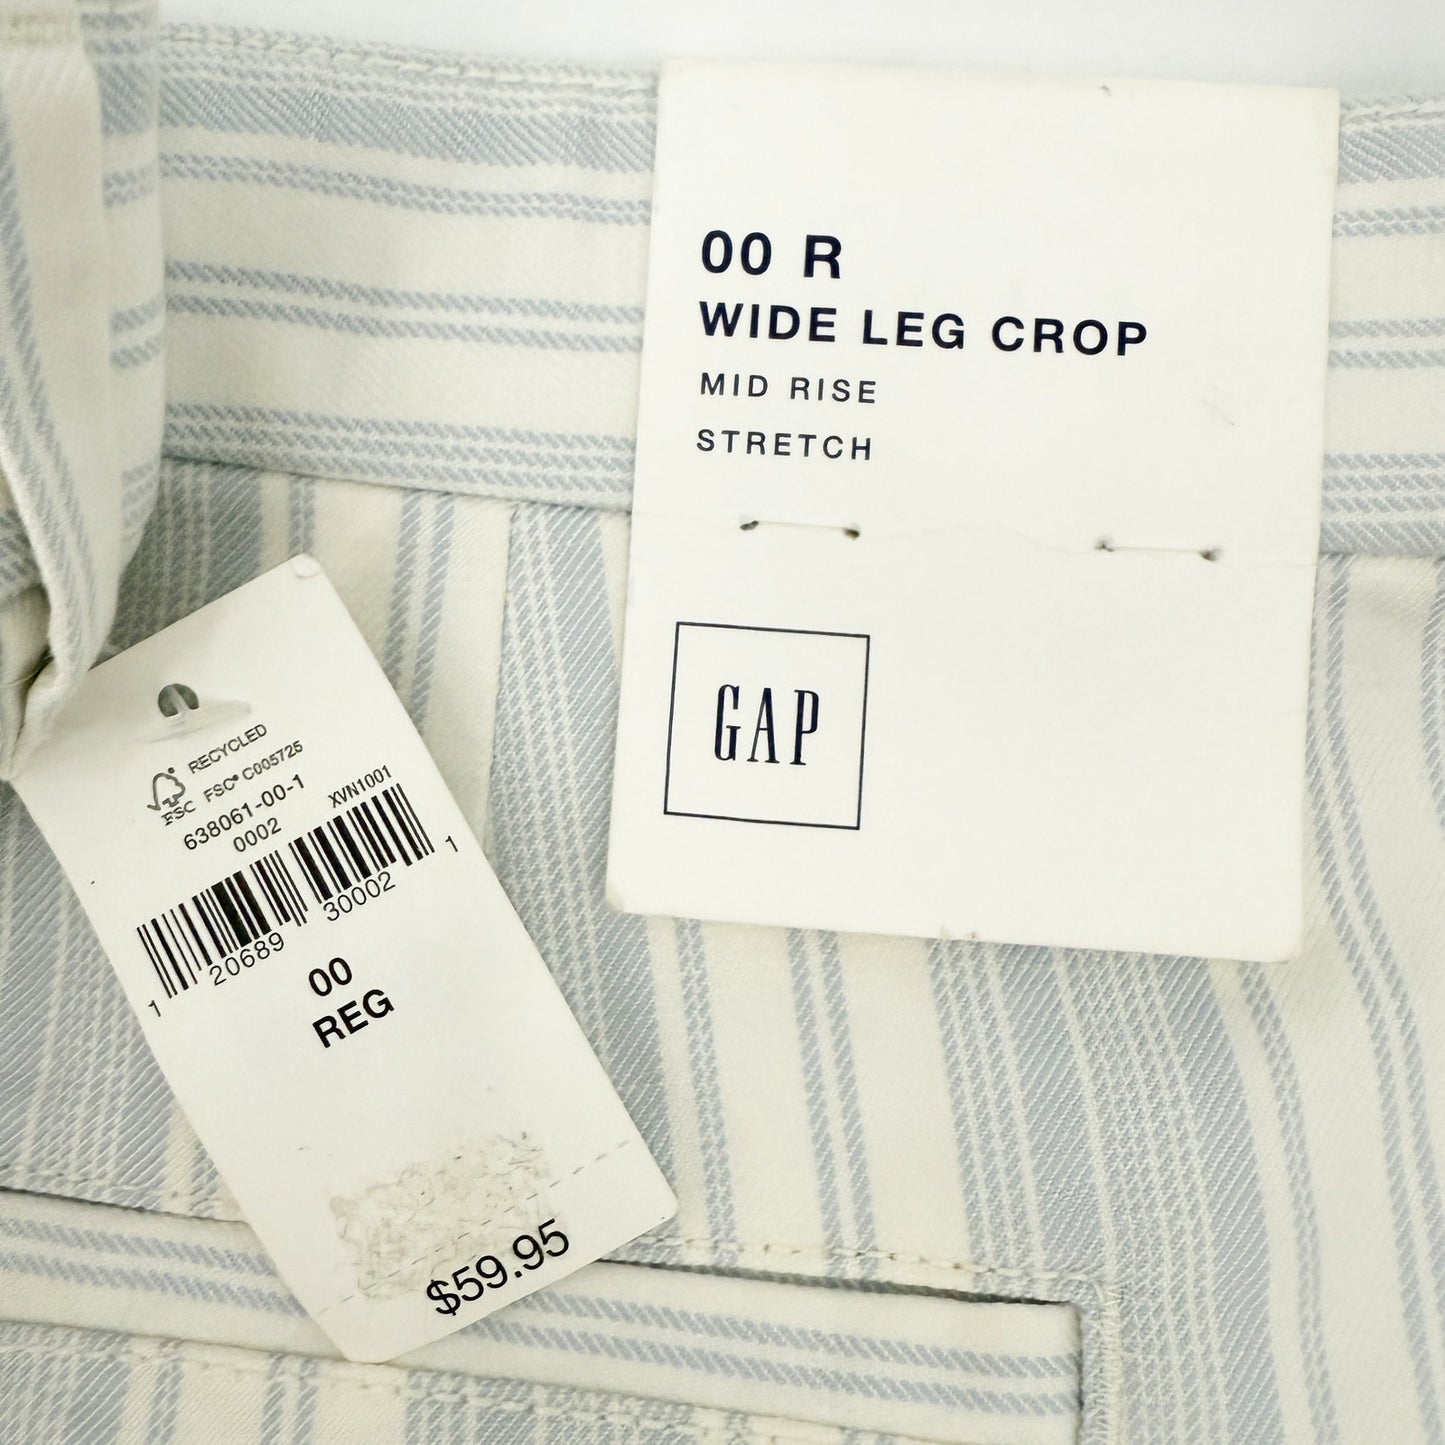 00 R
WIDE LEG CROP
MID RISE
STRETCH
GAP
RECYCLED
FSC FSC® C005725
638061-00-1 XVN1001
0002
1 20689 30002 1
00
REG
$59.95